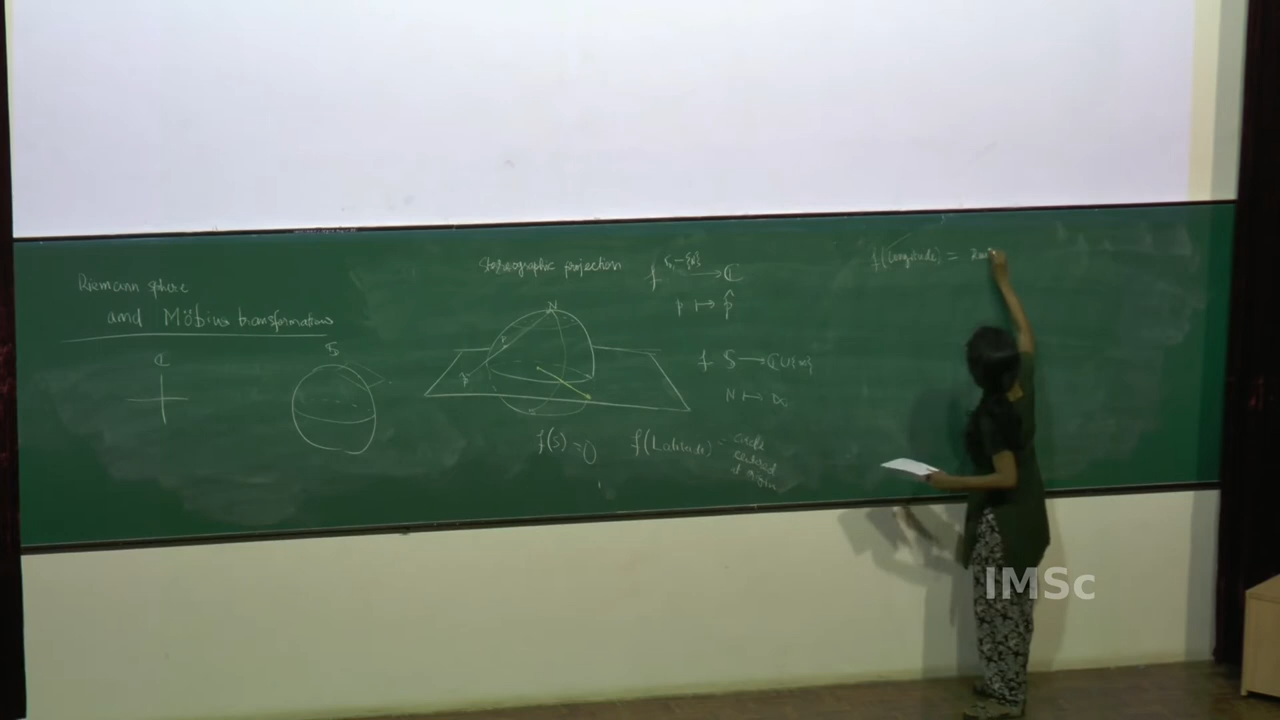 Riemann sphere
and Möbius transformations
ℂ
S
Stereographic projection
N
p
p̂
f S-{N} → ℂ
p ↦ p̂
f S → ℂ∪{∞}
N ↦ ∞
f(S) = 0
f(Latitude) = circle
centred
at origin
f(Longitude) =
IMSc